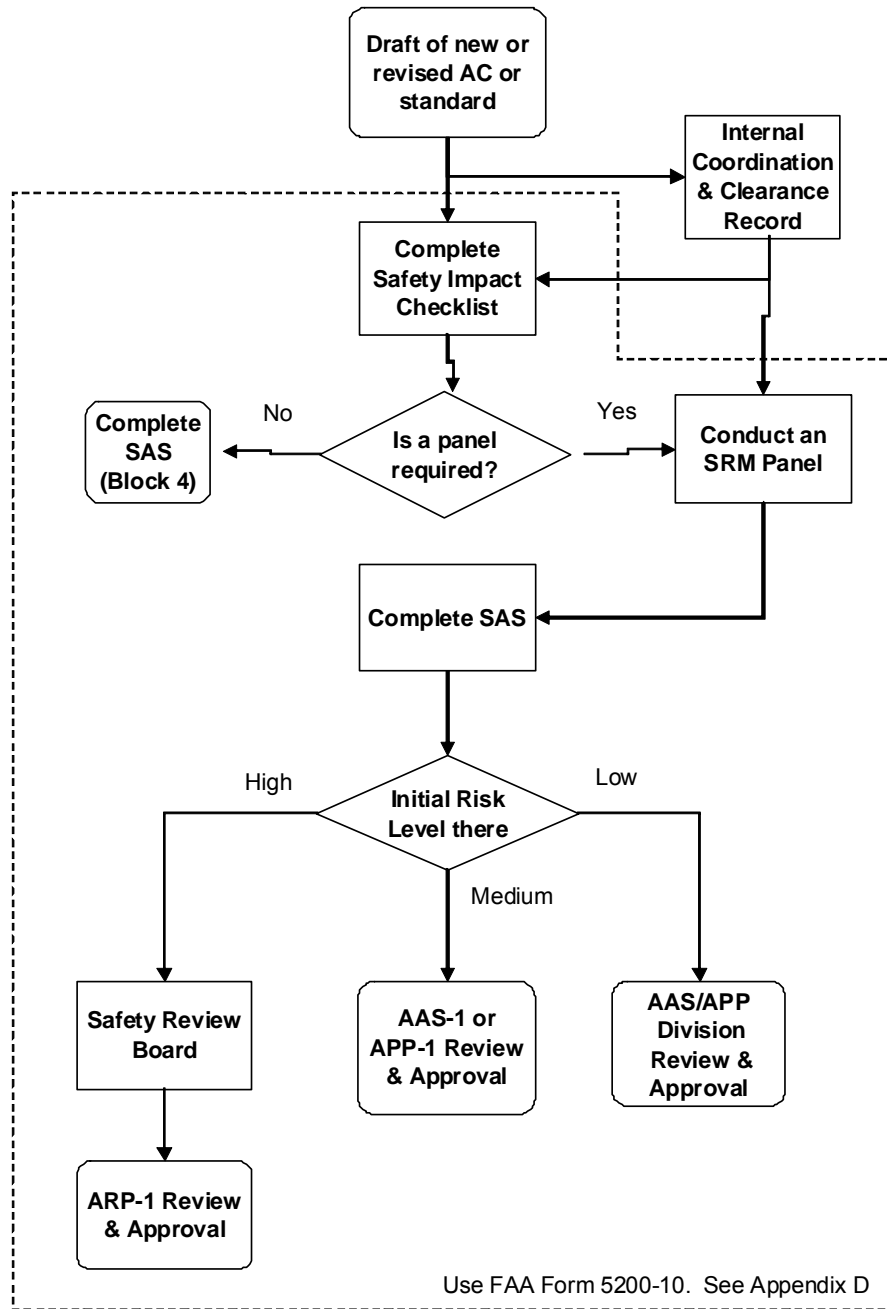 Draft of new or
revised AC or
standard
Internal
Coordination
& Clearance
Record
Complete
Safety Impact
Checklist
No
Yes
Complete
SAS
(Block 4)
Is a panel
required?
Conduct an
SRM Panel
Complete SAS
High
Low
Initial Risk
Level there
Medium
Safety Review
Board
AAS-1 or
APP-1 Review
& Approval
AAS/APP
Division
Review &
Approval
ARP-1 Review
& Approval
Use FAA Form 5200-10. See Appendix D